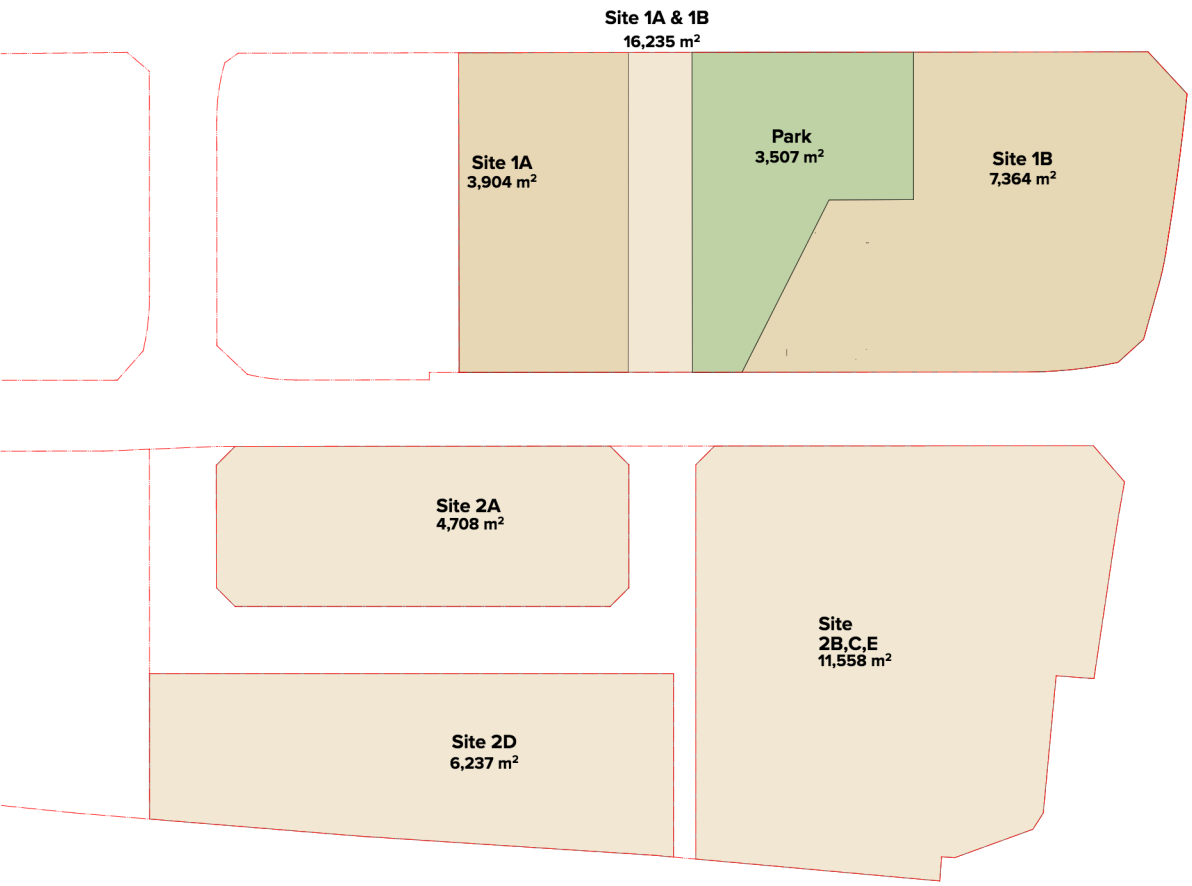 Site 1A & 1B
16,235 m²
Park
3,507 m²
Site 1A
3,904 m²
Site 1B
7,364 m²
Site 2A
4,708 m²
Site
2B,C,E
11,558 m²
Site 2D
6,237 m²